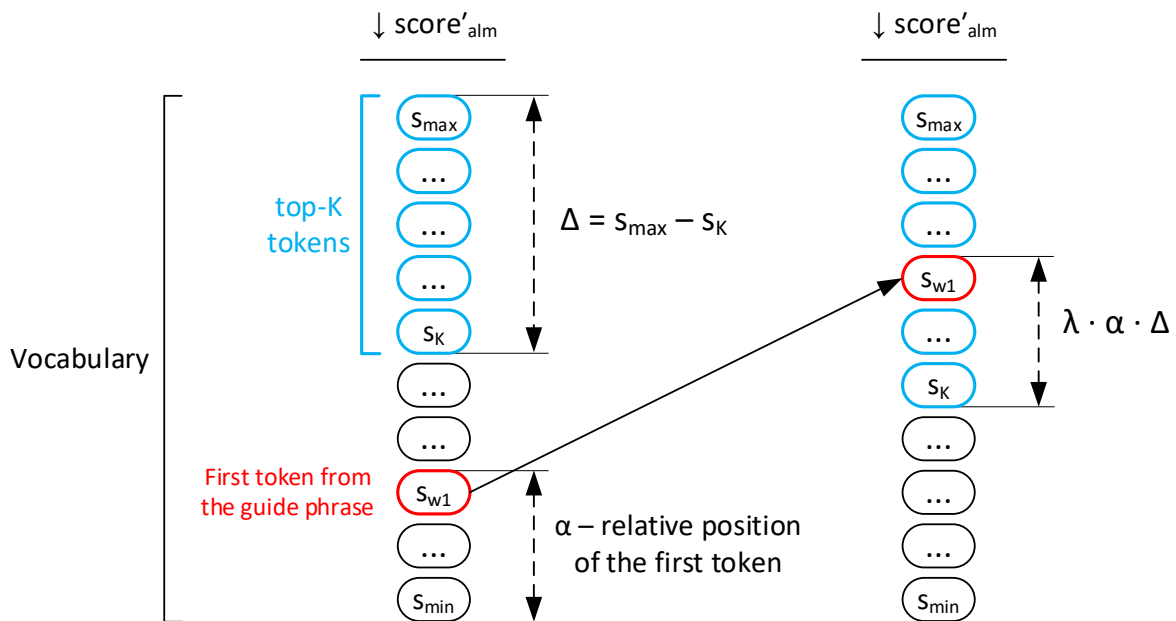 ↓ score′alm
↓ score′alm
Vocabulary
top-K
tokens
smax
...
...
...
sK
...
...
sw1
...
smin
First token from
the guide phrase
Δ = smax – sK
α – relative position
of the first token
smax
...
...
sw1
...
sK
...
...
...
smin
λ · α · Δ